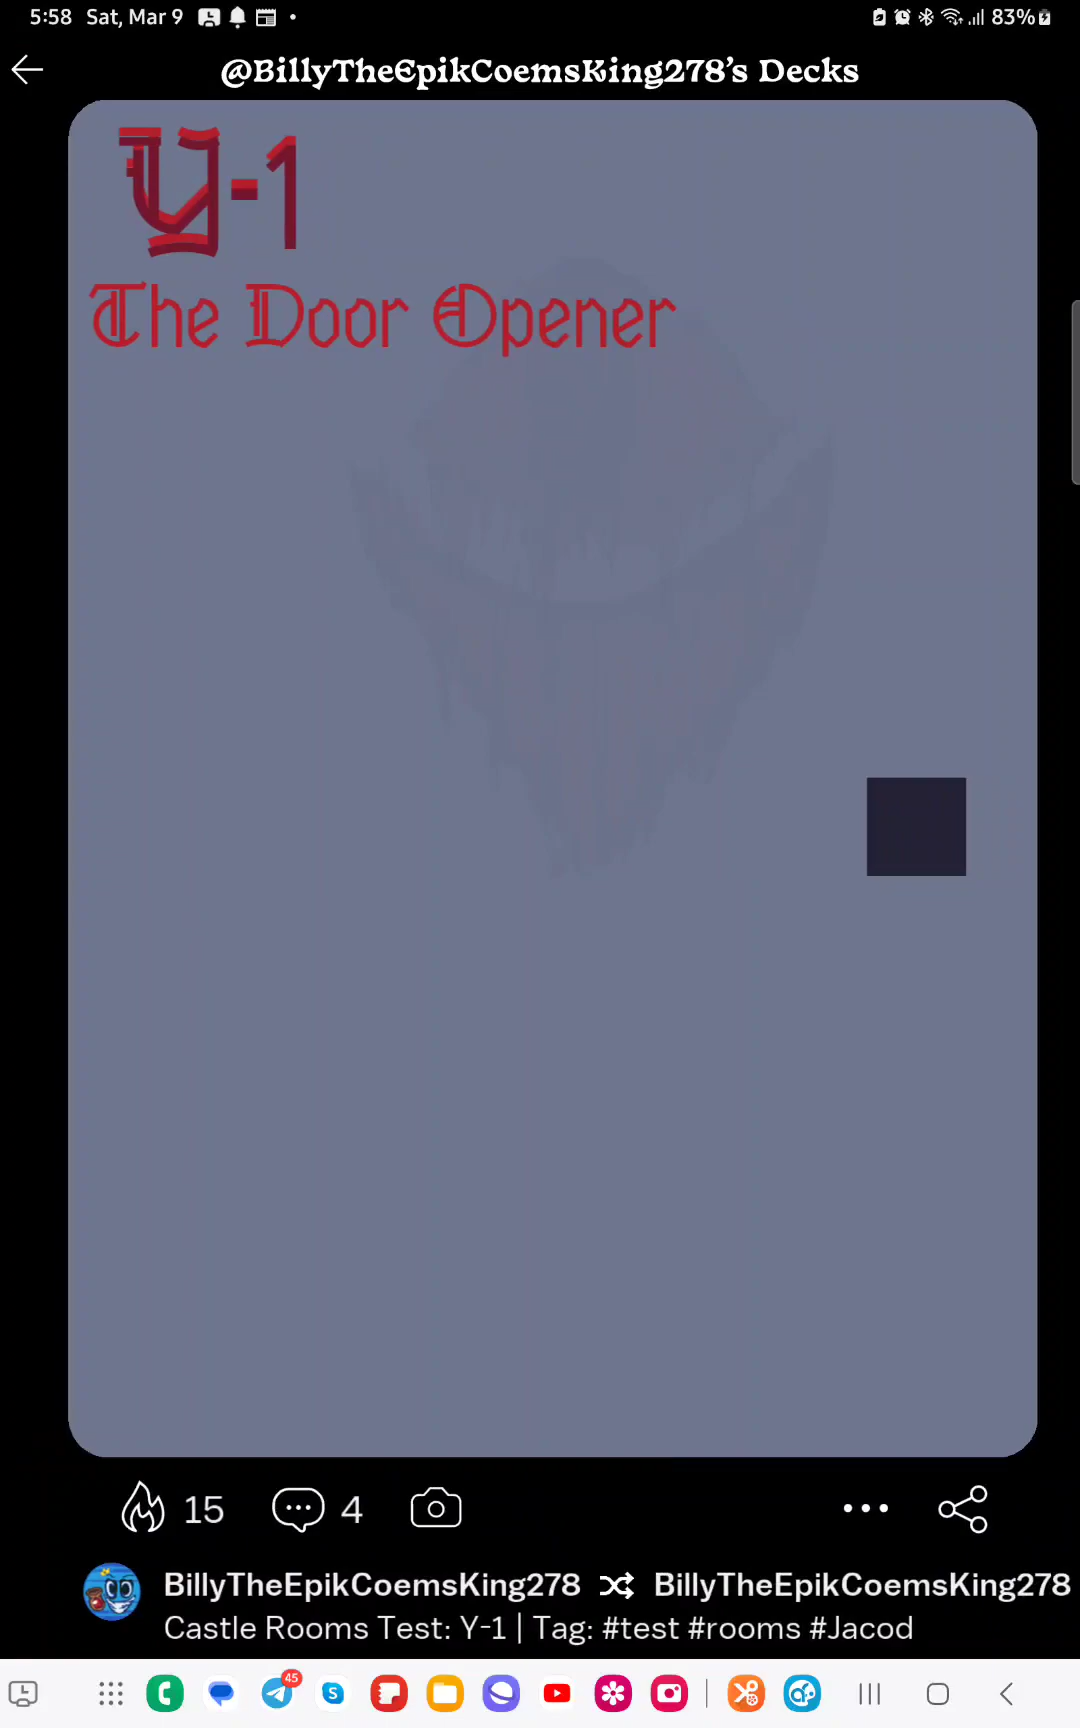 5:58 Sat, Mar 9 83%
@BillyTheEpikCoemsKing278's Decks
Y-1
The Door Opener
15 4
BillyTheEpikCoemsKing278 BillyTheEpikCoemsKing278
Castle Rooms Test: Y-1 | Tag: #test #rooms #Jacod
45